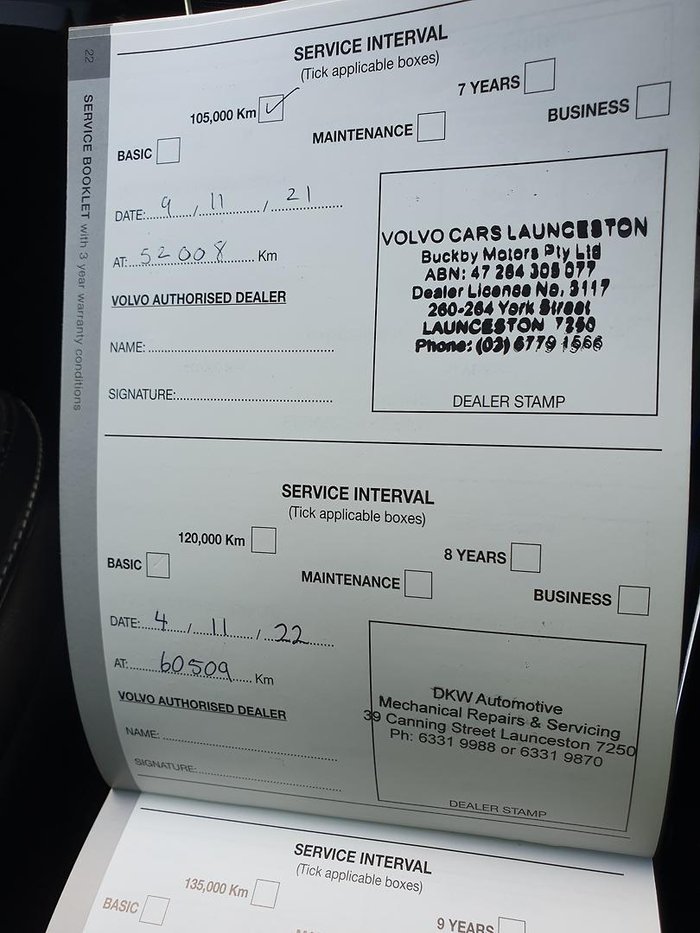 22
SERVICE BOOKLET with 3 year warranty conditions
SERVICE INTERVAL
(Tick applicable boxes)
105,000 Km
7 YEARS
BASIC
MAINTENANCE
BUSINESS
DATE: 9 / 11 / 21
AT: 52008 Km
VOLVO AUTHORISED DEALER
NAME:
SIGNATURE:
VOLVO CARS LAUNCESTON
Buckby Motors Pty Ltd
ABN: 47 264 305 077
Dealer Licence No. 3117
260-264 York Street
LAUNCESTON 7250
Phone: (03) 6779 1566
DEALER STAMP
SERVICE INTERVAL
(Tick applicable boxes)
120,000 Km
8 YEARS
BASIC
MAINTENANCE
BUSINESS
DATE: 4 / 11 / 22
AT: 60509 Km
VOLVO AUTHORISED DEALER
NAME:
SIGNATURE:
DKW Automotive
Mechanical Repairs & Servicing
39 Canning Street Launceston 7250
Ph: 6331 9988 or 6331 9870
DEALER STAMP
SERVICE INTERVAL
(Tick applicable boxes)
135,000 Km
9 YEARS
BASIC